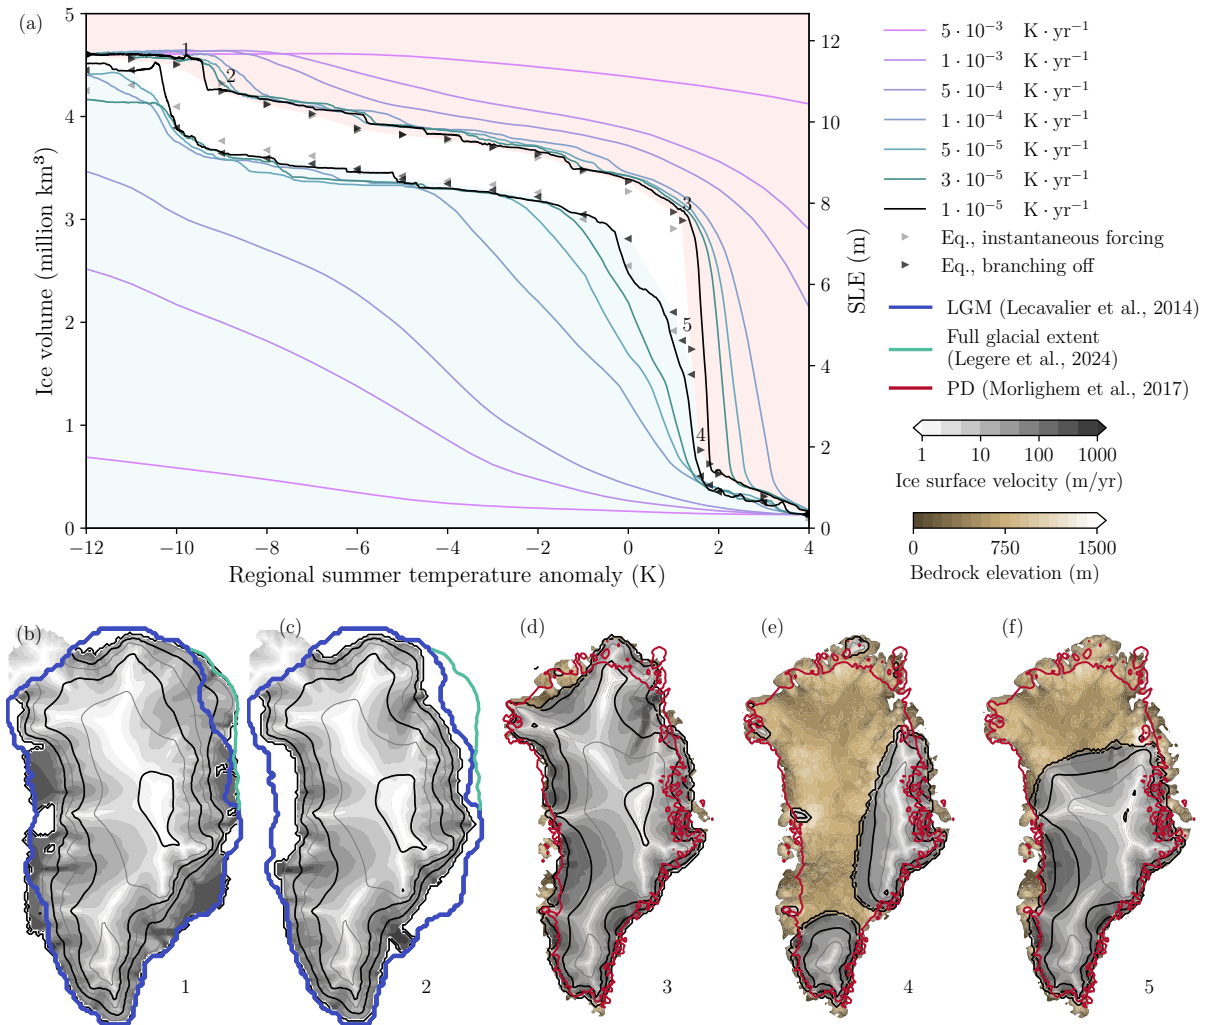 (a)
5
4
3
2
1
0
Ice volume (million km³)
12
10
8
6
4
2
0
SLE (m)
−12
−10
−8
−6
−4
−2
0
2
4
Regional summer temperature anomaly (K)
1
2
3
5
4
5 · 10⁻³ K · yr⁻¹
1 · 10⁻³ K · yr⁻¹
5 · 10⁻⁴ K · yr⁻¹
1 · 10⁻⁴ K · yr⁻¹
5 · 10⁻⁵ K · yr⁻¹
3 · 10⁻⁵ K · yr⁻¹
1 · 10⁻⁵ K · yr⁻¹
Eq., instantaneous forcing
Eq., branching off
LGM (Lecavalier et al., 2014)
Full glacial extent
(Legere et al., 2024)
PD (Morlighem et al., 2017)
1 10 100 1000
Ice surface velocity (m/yr)
0 750 1500
Bedrock elevation (m)
(b)
(c)
(d)
(e)
(f)
1
2
3
4
5